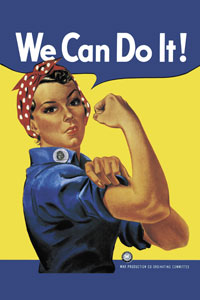 We Can Do It!
WAR PRODUCTION CO-ORDINATING COMMITTEE